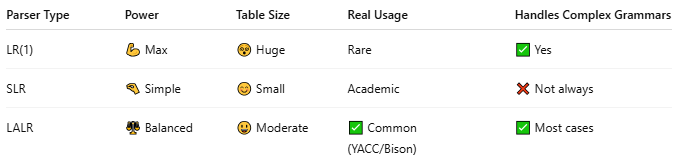 Parser Type Power Table Size Real Usage Handles Complex Grammars
LR(1) 💪 Max 😵 Huge Rare ✅ Yes
SLR 🤏 Simple 😊 Small Academic ❌ Not always
LALR ⚖️ Balanced 😃 Moderate ✅ Common ✅ Most cases
(YACC/Bison)